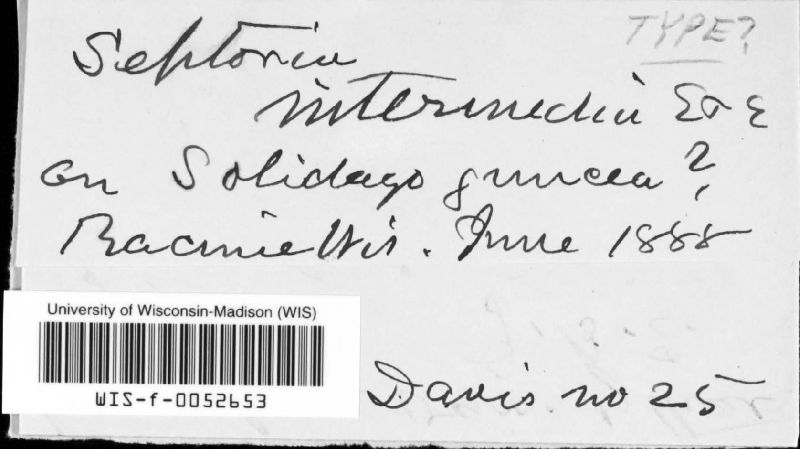 TYPE?
Septoria
intermedia E & E
on Solidago juncea?,
Racine Wis. June 1888
University of Wisconsin-Madison (WIS)
WIS-f-0052653
Davis no 25